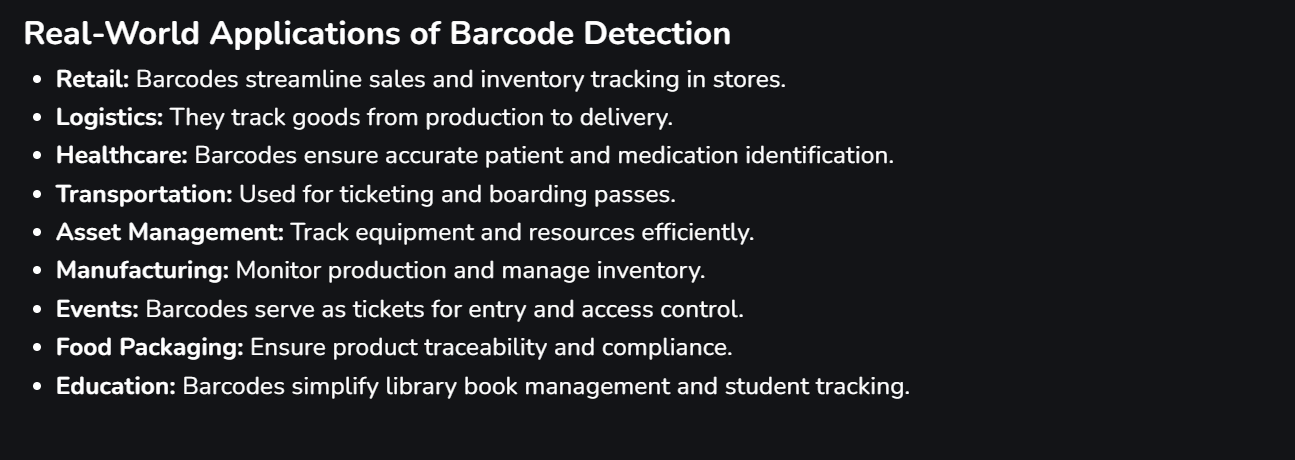 Real-World Applications of Barcode Detection
• Retail: Barcodes streamline sales and inventory tracking in stores.
• Logistics: They track goods from production to delivery.
• Healthcare: Barcodes ensure accurate patient and medication identification.
• Transportation: Used for ticketing and boarding passes.
• Asset Management: Track equipment and resources efficiently.
• Manufacturing: Monitor production and manage inventory.
• Events: Barcodes serve as tickets for entry and access control.
• Food Packaging: Ensure product traceability and compliance.
• Education: Barcodes simplify library book management and student tracking.